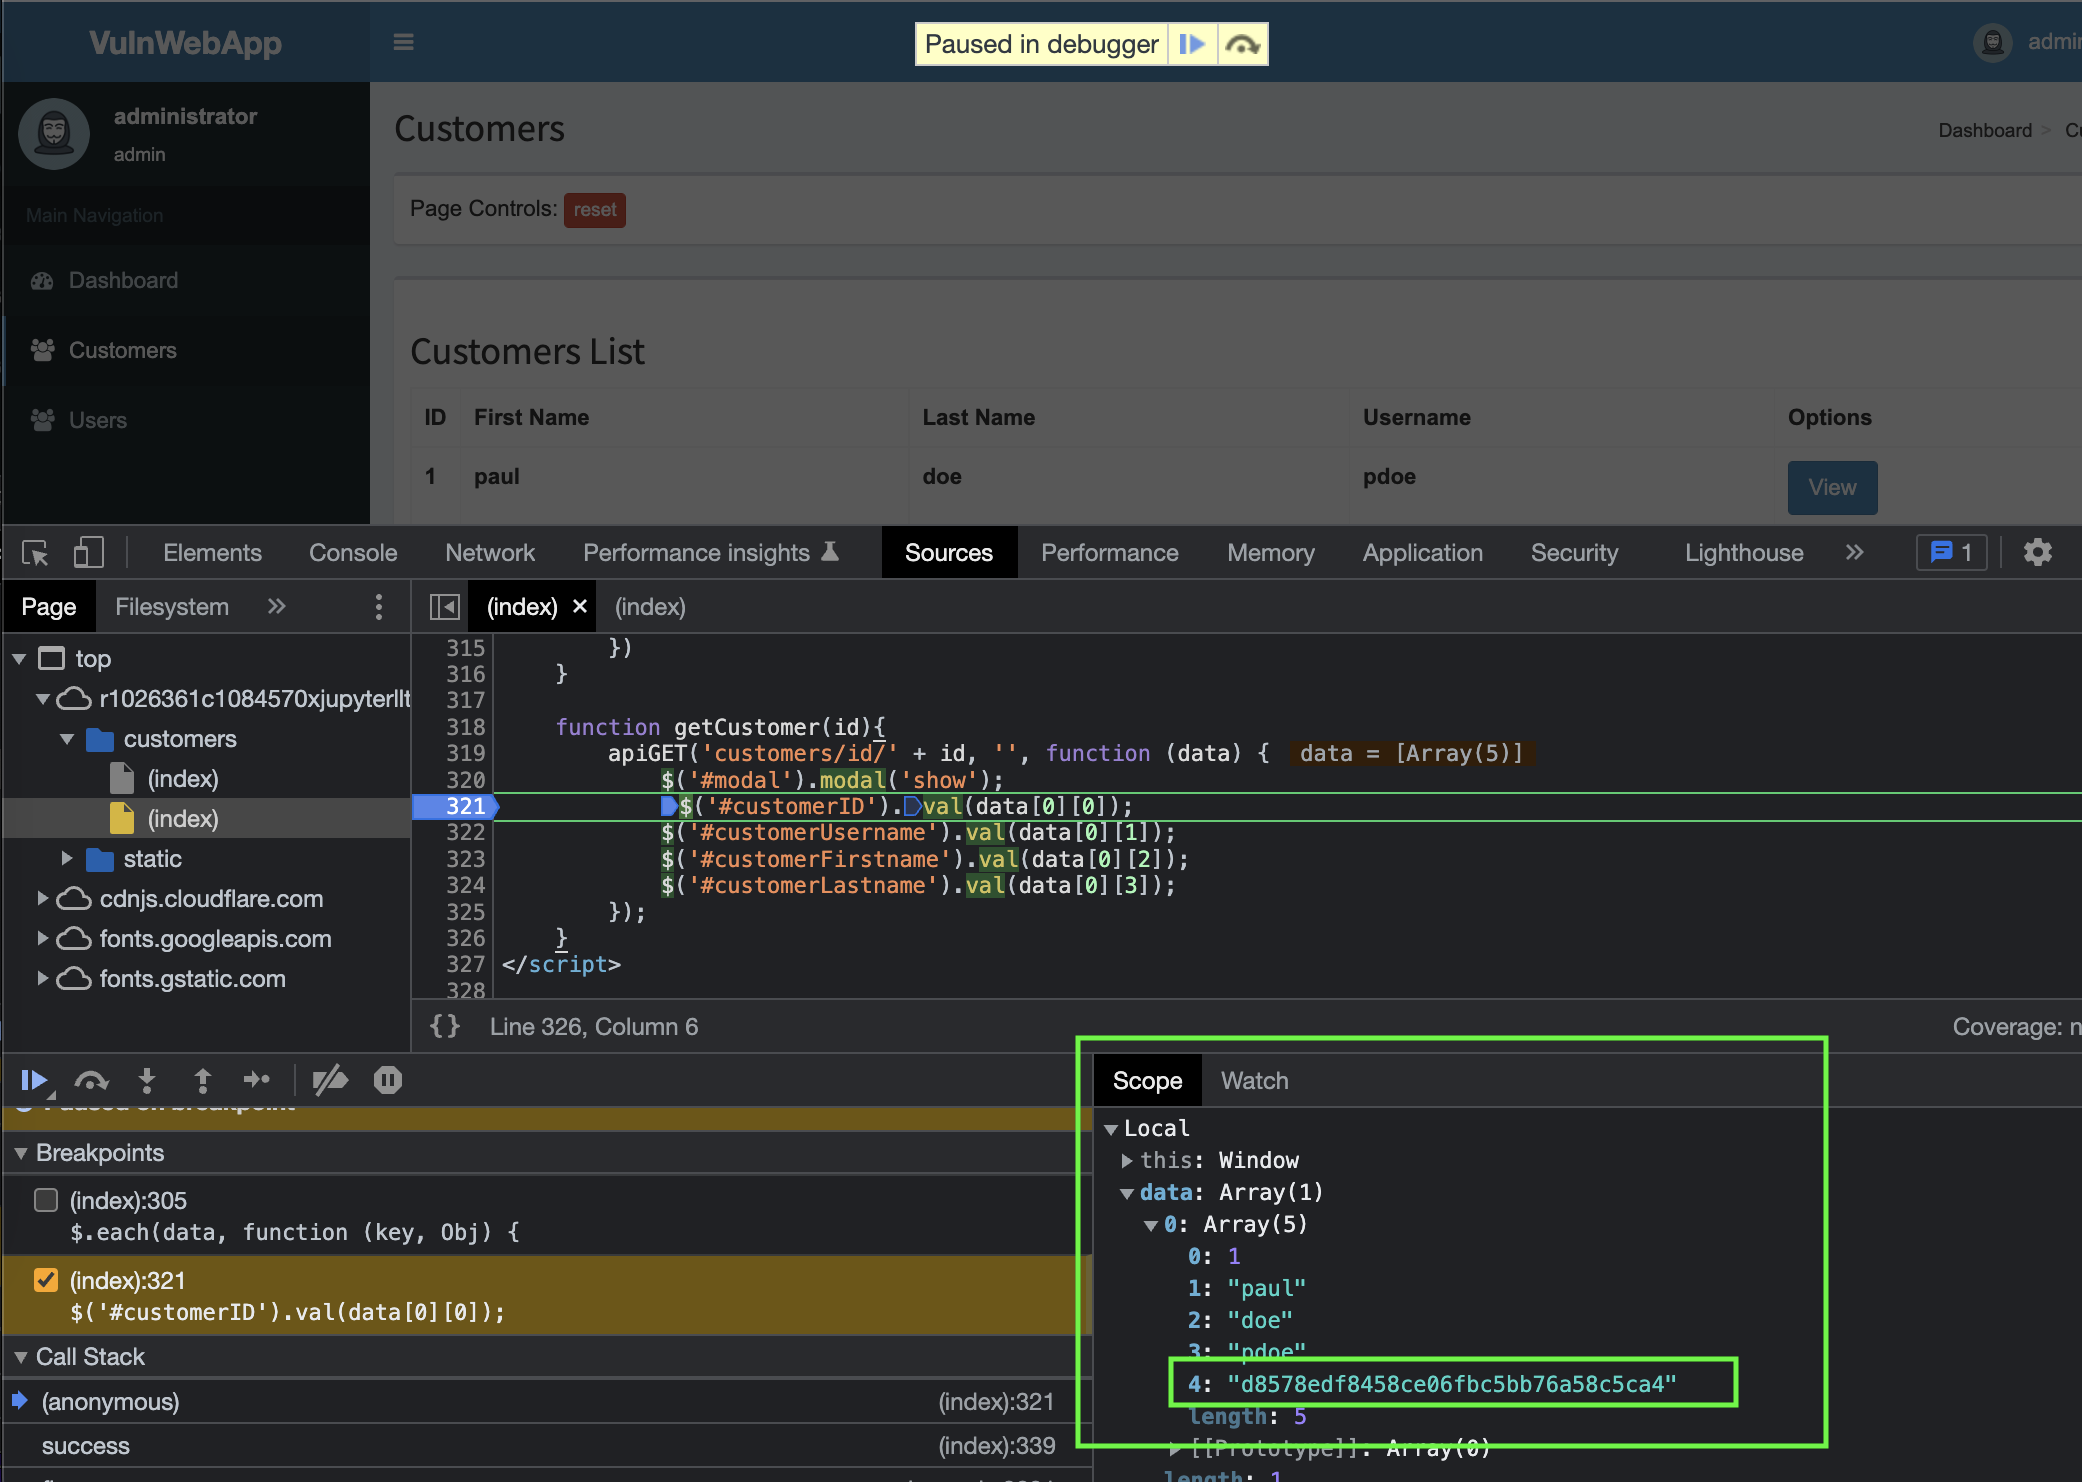 VulnWebApp
Paused in debugger
administrator
admin
Main Navigation
Dashboard
Customers
Users
Customers
Dashboard >
Page Controls: reset
Customers List
ID First Name Last Name Username Options
1 paul doe pdoe View
Elements Console Network Performance insights Sources Performance Memory Application Security Lighthouse » 1
Page Filesystem » (index) × (index)
top
r1026361c1084570xjupyterllt
customers
(index)
(index)
static
cdnjs.cloudflare.com
fonts.googleapis.com
fonts.gstatic.com
315 })
316 }
317
318 function getCustomer(id){
319 apiGET('customers/id/' + id, '', function (data) { data = [Array(5)]
320 $('#modal').modal('show');
321 $('#customerID').val(data[0][0]);
322 $('#customerUsername').val(data[0][1]);
323 $('#customerFirstname').val(data[0][2]);
324 $('#customerLastname').val(data[0][3]);
325 });
326 }
327 </script>
328
{} Line 326, Column 6 Coverage: n
Paused on breakpoint
Breakpoints
(index):305
$.each(data, function (key, Obj) {
(index):321
$('#customerID').val(data[0][0]);
Call Stack
(anonymous) (index):321
success (index):339
Scope Watch
Local
this: Window
data: Array(1)
0: Array(5)
0: 1
1: "paul"
2: "doe"
3: "pdoe"
4: "d8578edf8458ce06fbc5bb76a58c5ca4"
length: 5
[[Prototype]]: Array(0)
length: 1